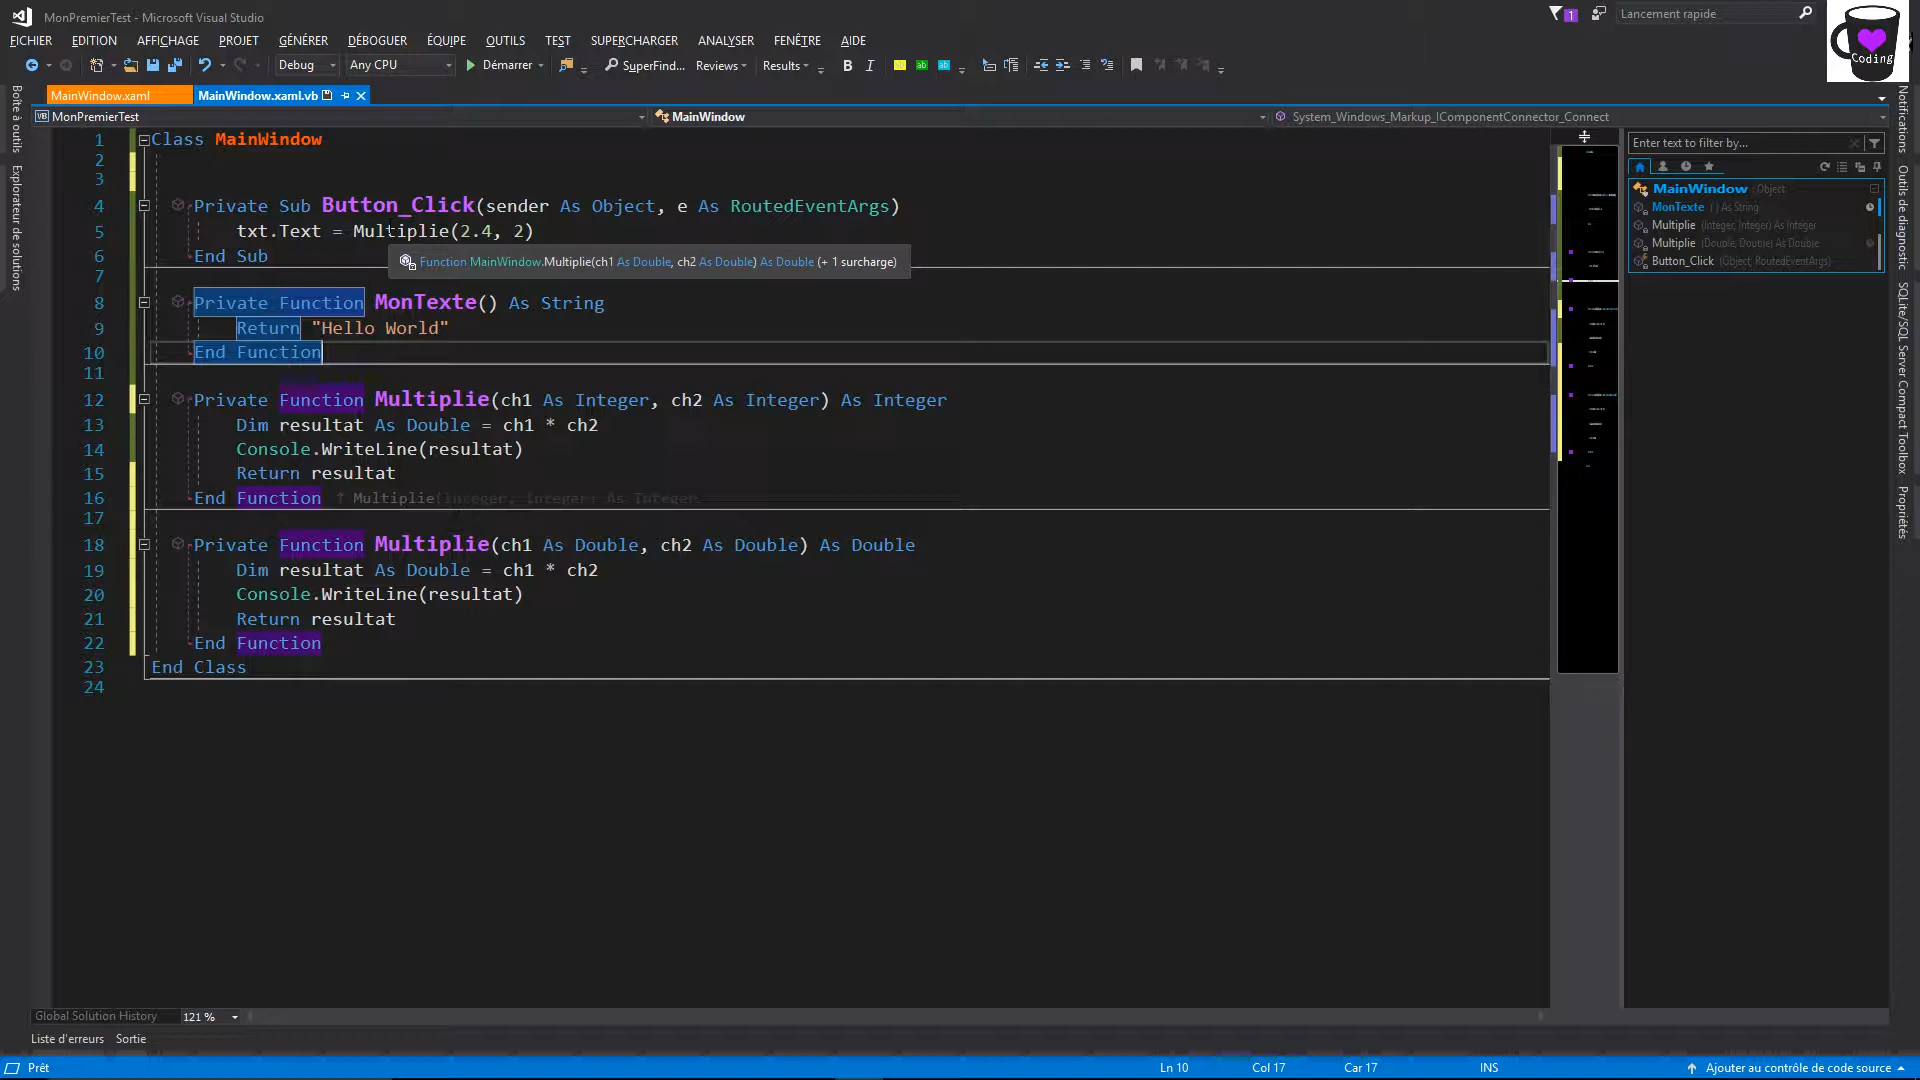 MonPremierTest - Microsoft Visual Studio
1
Lancement rapide
Coding
FICHIER EDITION AFFICHAGE PROJET GÉNÉRER DÉBOGUER ÉQUIPE OUTILS TEST SUPERCHARGER ANALYSER FENÊTRE AIDE
Debug Any CPU Démarrer SuperFind... Reviews Results B I ab ab
MainWindow.xaml MainWindow.xaml.vb
VB MonPremierTest MainWindow System_Windows_Markup_IComponentConnector_Connect
Boîte à outils
Explorateur de solutions
1 Class MainWindow
2
3
4 Private Sub Button_Click(sender As Object, e As RoutedEventArgs)
5 txt.Text = Multiplie(2.4, 2)
6 End Sub
Function MainWindow.Multiplie(ch1 As Double, ch2 As Double) As Double (+ 1 surcharge)
7
8 Private Function MonTexte() As String
9 Return "Hello World"
10 End Function
11
12 Private Function Multiplie(ch1 As Integer, ch2 As Integer) As Integer
13 Dim resultat As Double = ch1 * ch2
14 Console.WriteLine(resultat)
15 Return resultat
16 End Function ↑ Multiplie(Integer, Integer) As Integer
17
18 Private Function Multiplie(ch1 As Double, ch2 As Double) As Double
19 Dim resultat As Double = ch1 * ch2
20 Console.WriteLine(resultat)
21 Return resultat
22 End Function
23 End Class
24
Enter text to filter by...
MainWindow : Object
MonTexte () As String
Multiplie (Integer, Integer) As Integer
Multiplie (Double, Double) As Double
Button_Click (Object, RoutedEventArgs)
Notifications
Outils de diagnostic
SQLite/SQL Server Compact Toolbox
Propriétés
Global Solution History 121 %
Liste d'erreurs Sortie
Prêt Ln 10 Col 17 Car 17 INS Ajouter au contrôle de code source